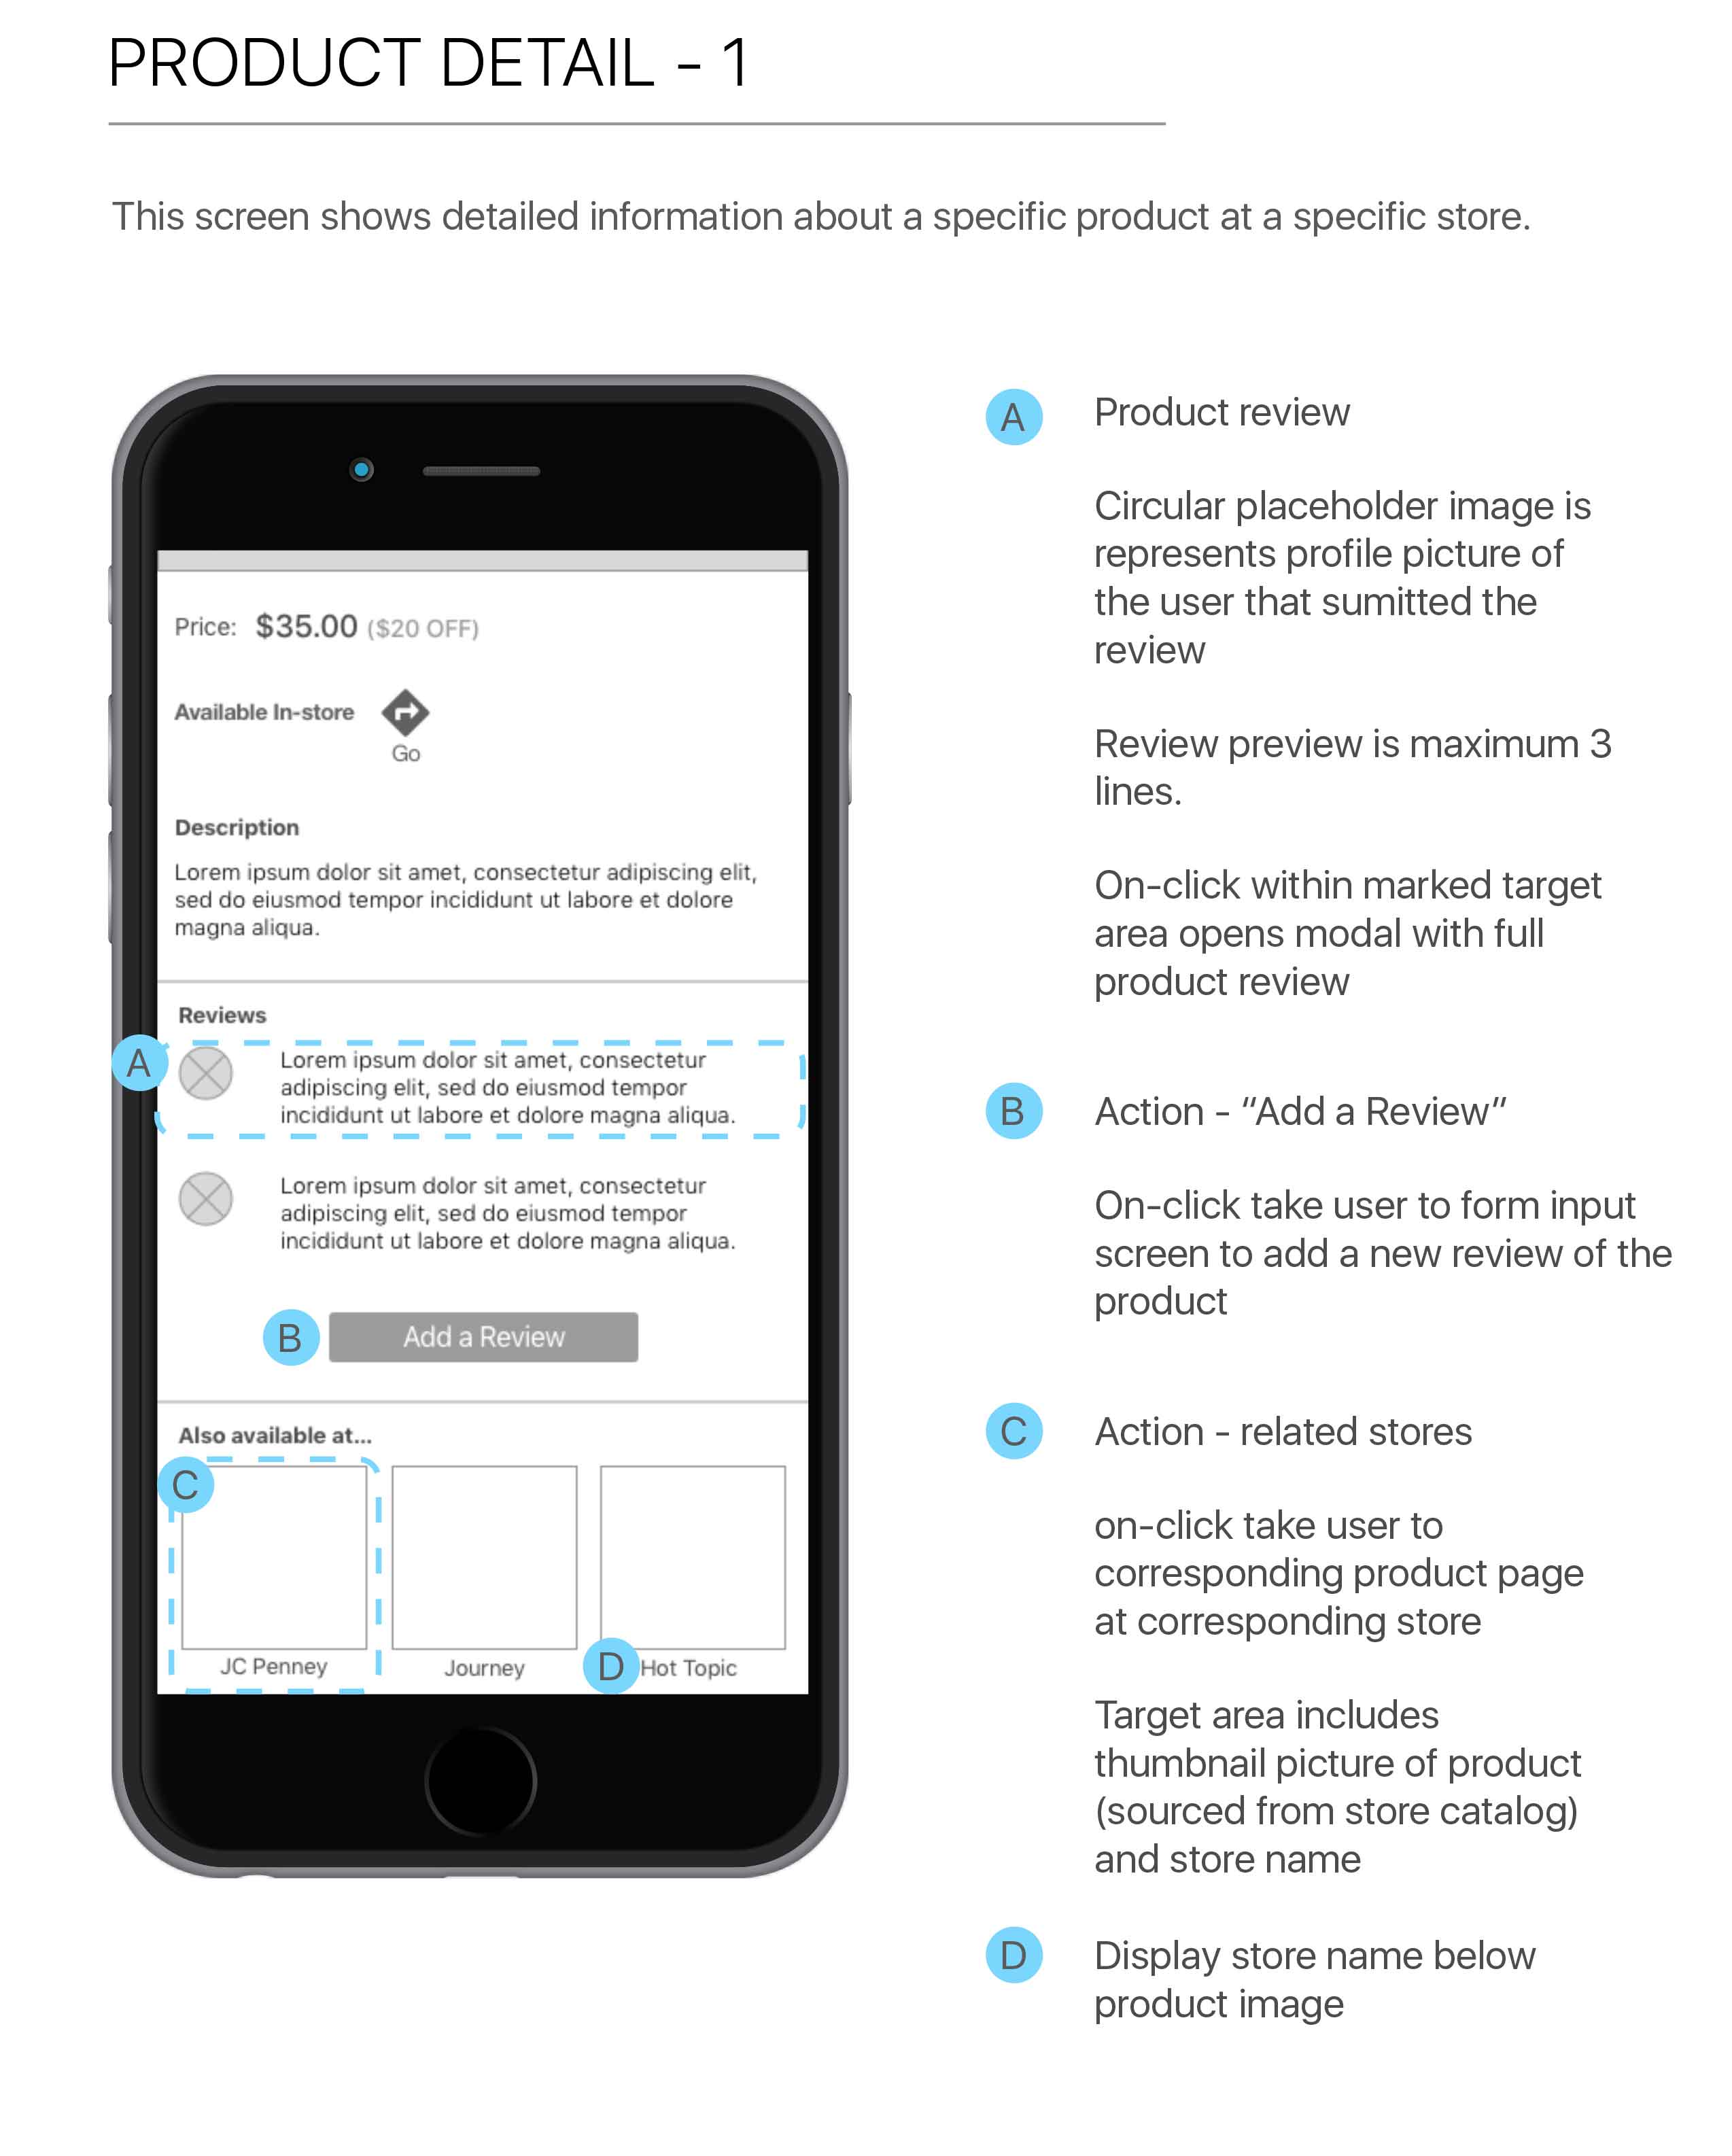 PRODUCT DETAIL - 1
This screen shows detailed information about a specific product at a specific store.
Price: $35.00 ($20 OFF)
Available In-store
Go
Description
Lorem ipsum dolor sit amet, consectetur adipiscing elit,
sed do eiusmod tempor incididunt ut labore et dolore
magna aliqua.
Reviews
A
Lorem ipsum dolor sit amet, consectetur
adipiscing elit, sed do eiusmod tempor
incididunt ut labore et dolore magna aliqua.
Lorem ipsum dolor sit amet, consectetur
adipiscing elit, sed do eiusmod tempor
incididunt ut labore et dolore magna aliqua.
B
Add a Review
Also available at...
C
JC Penney
Journey
D
Hot Topic
A
Product review
Circular placeholder image is
represents profile picture of
the user that sumitted the
review
Review preview is maximum 3
lines.
On-click within marked target
area opens modal with full
product review
B
Action - “Add a Review”
On-click take user to form input
screen to add a new review of the
product
C
Action - related stores
on-click take user to
corresponding product page
at corresponding store
Target area includes
thumbnail picture of product
(sourced from store catalog)
and store name
D
Display store name below
product image